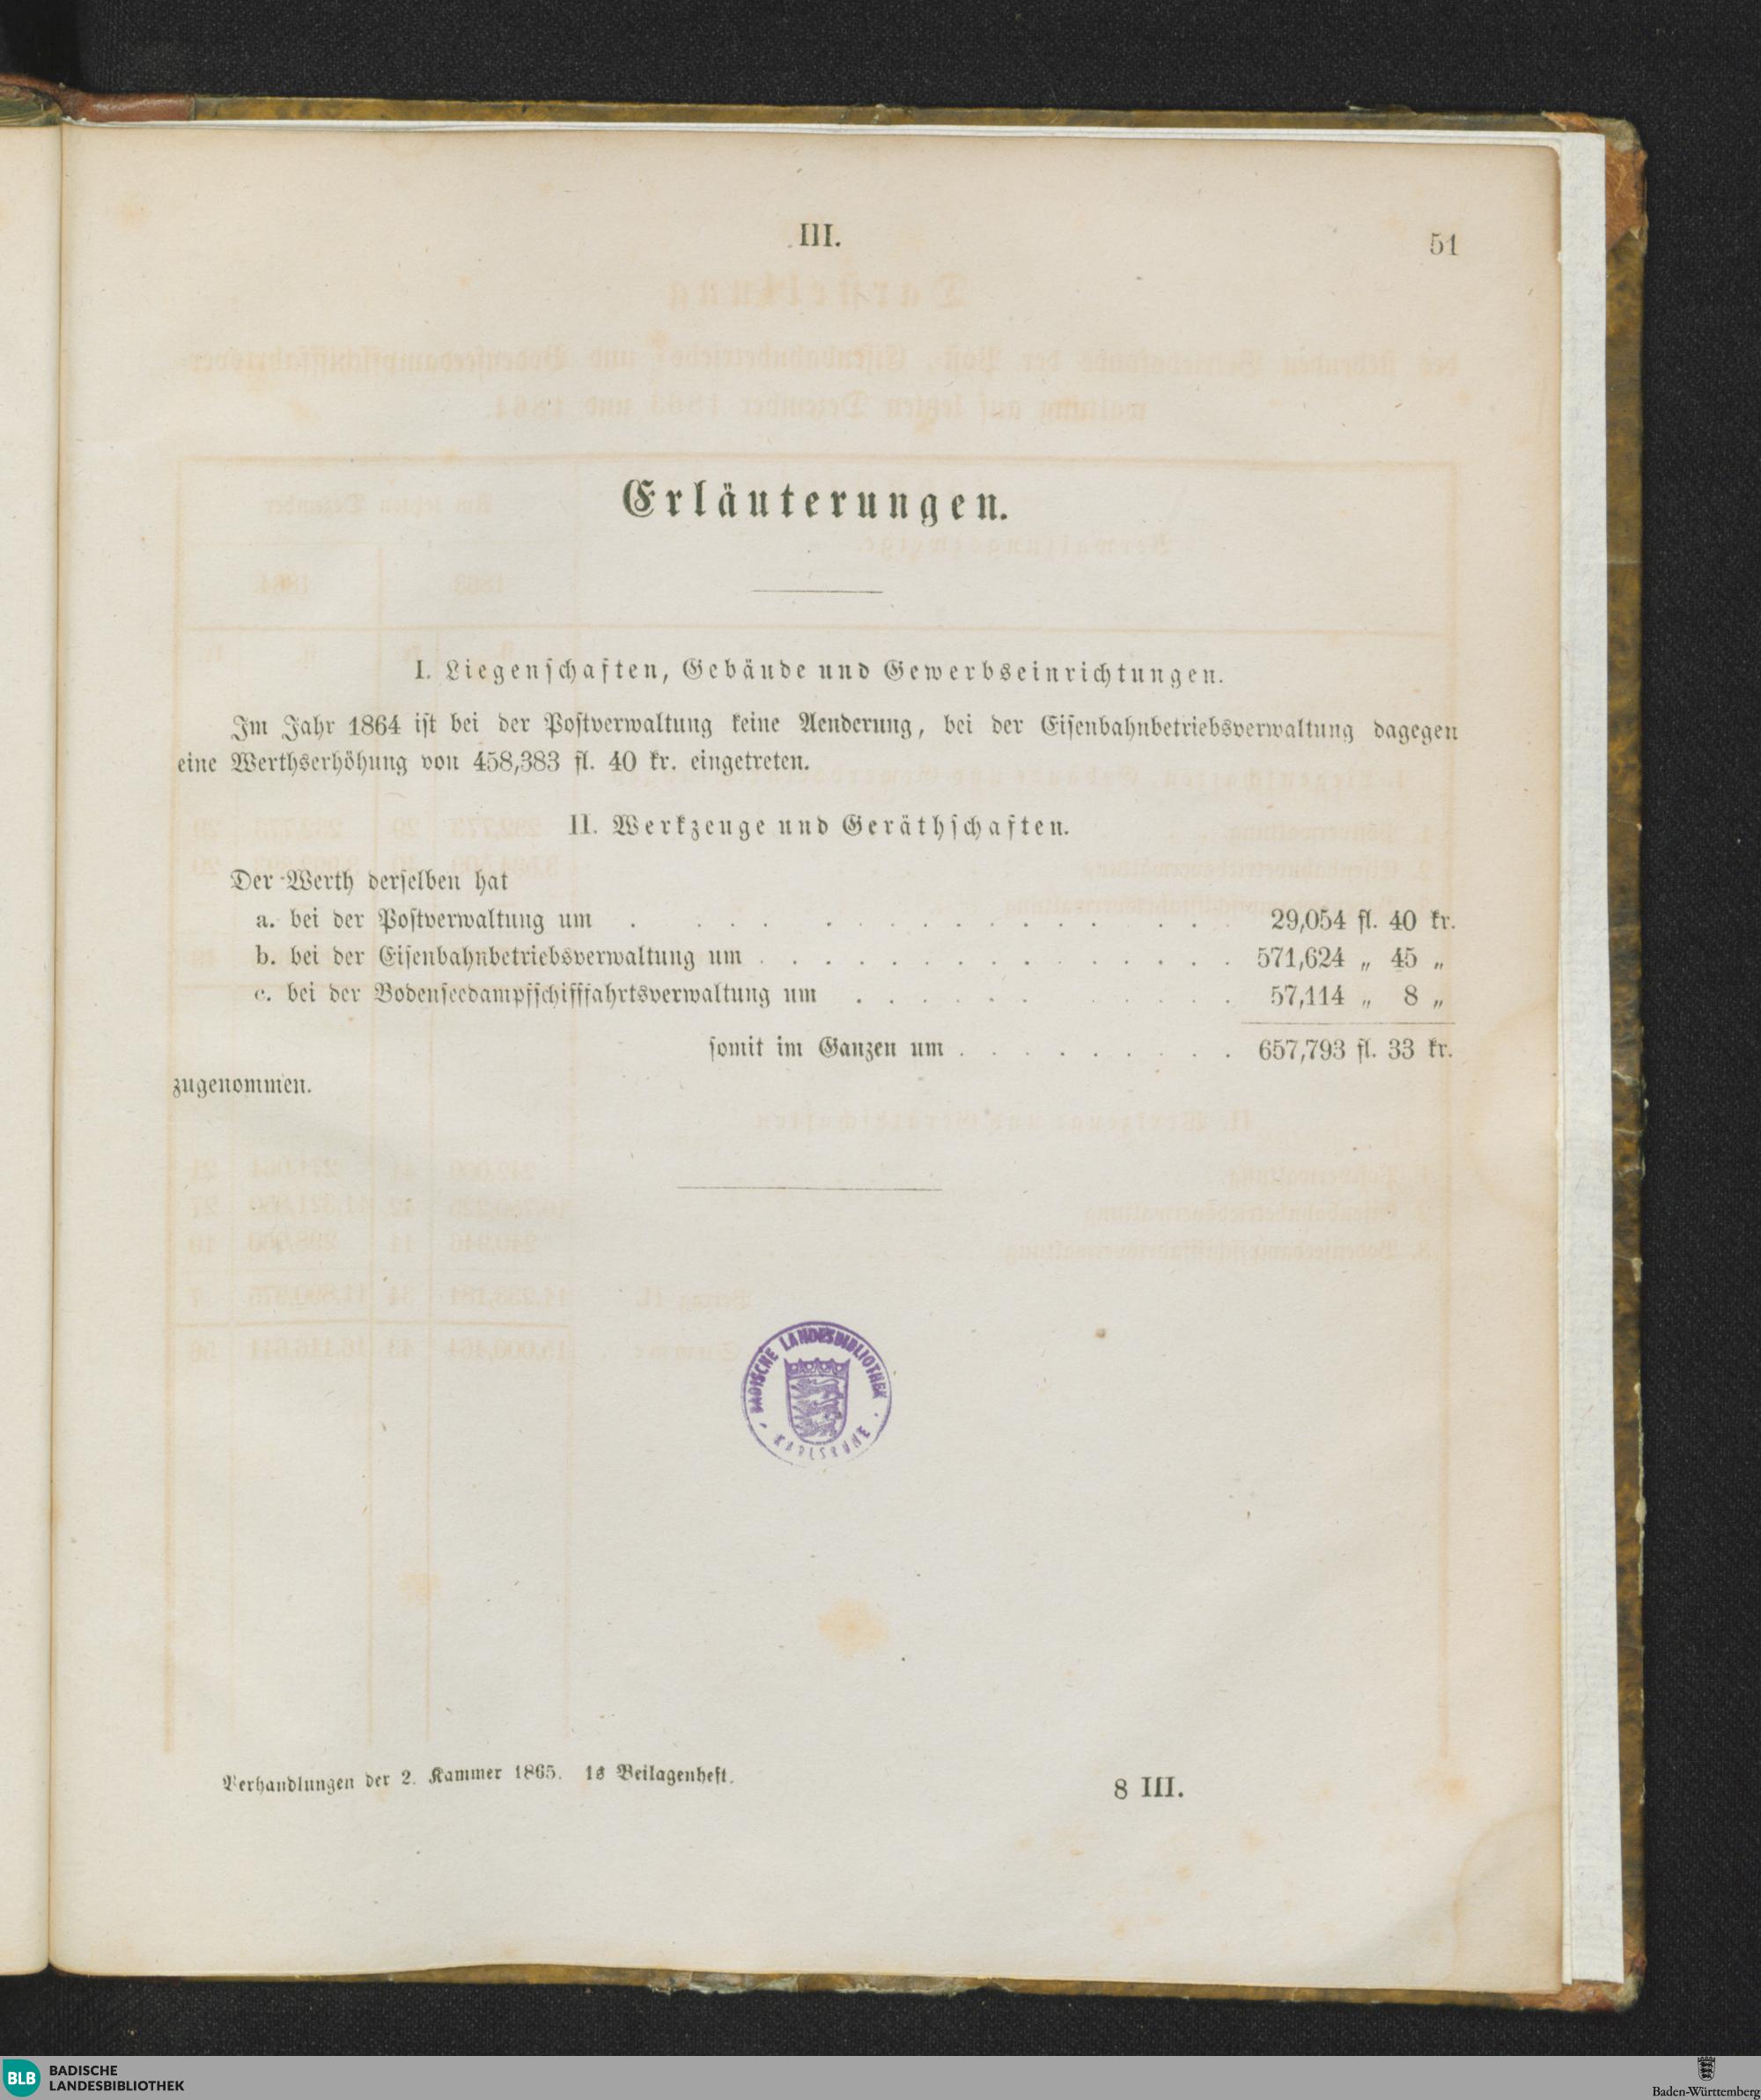 III.
51
Erläuterungen.
I. Liegenschaften, Gebäude und Gewerbseinrichtungen.
Im Jahr 1864 ist bei der Postverwaltung keine Aenderung, bei der Eisenbahnbetriebsverwaltung dagegen
eine Werthserhöhung von 458,383 fl. 40 kr. eingetreten.
II. Werkzeuge und Geräthschaften.
Der Werth derselben hat
a. bei der Postverwaltung um . . . . . . . . . . . . . . . 29,054 fl. 40 kr.
b. bei der Eisenbahnbetriebsverwaltung um . . . . . . . . . . . . . . . 571,624 „ 45 „
c. bei der Bodenseedampfschifffahrtsverwaltung um . . . . . . . . . . . 57,114 „ 8 „
somit im Ganzen um . . . . . . . . . 657,793 fl. 33 kr.
zugenommen.
BADISCHE LANDESBIBLIOTHEK
KARLSRUHE
Verhandlungen der 2. Kammer 1865. 1s Beilagenheft.
8 III.
BLB BADISCHE
LANDESBIBLIOTHEK
Baden-Württemberg